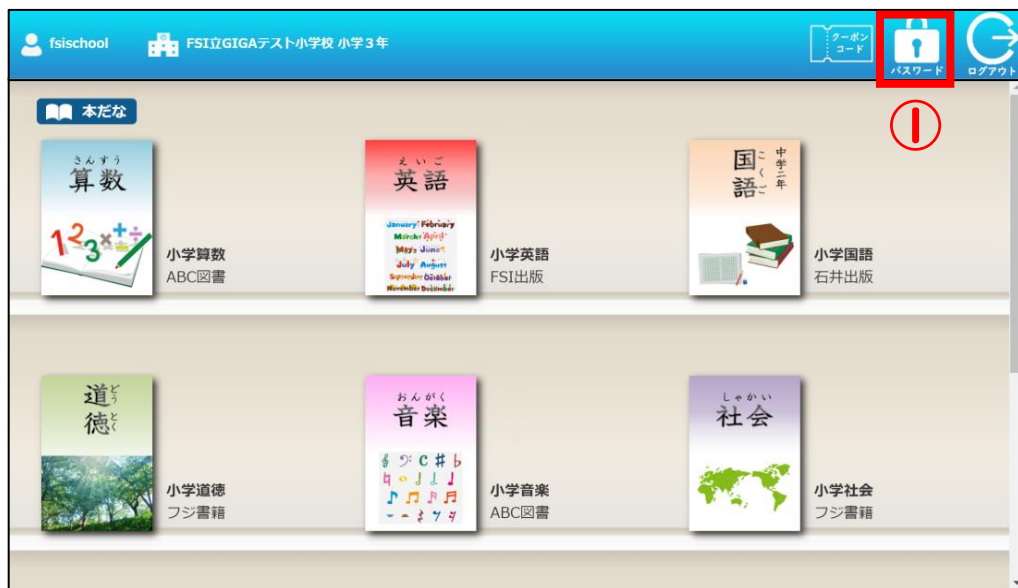 fsischool
FSI立GIGAテスト小学校 小学３年
クーポン
コード
パスワード
ログアウト
①
本だな
さんすう
算数
123×+-÷
小学算数
ABC図書
えいご
英語
January February
March April
May June
July August
September October
November December
小学英語
FSI出版
中学二年
こくご
国語
小学国語
石井出版
どうとく
道徳
小学道徳
フジ書籍
おんがく
音楽
小学音楽
ABC図書
しゃかい
社会
小学社会
フジ書籍